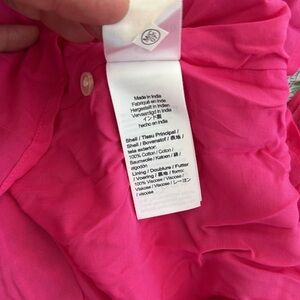 Made in India
Fabriqué en Inde
Hergestellt in Indien
Vervaardigd in India
インド製
hecho en India
Shell / Tissu Principal /
Shell / Bovenstof / 表地 /
tela exterior:
100% Cotton / Coton /
Baumwolle / Katoen / 綿 /
algodón
Lining / Doublure / Futter
/ Voering / 裏地 / forro:
100% Viscose / Viscose /
Viskose / Viscose / レーヨン
/ viscosa